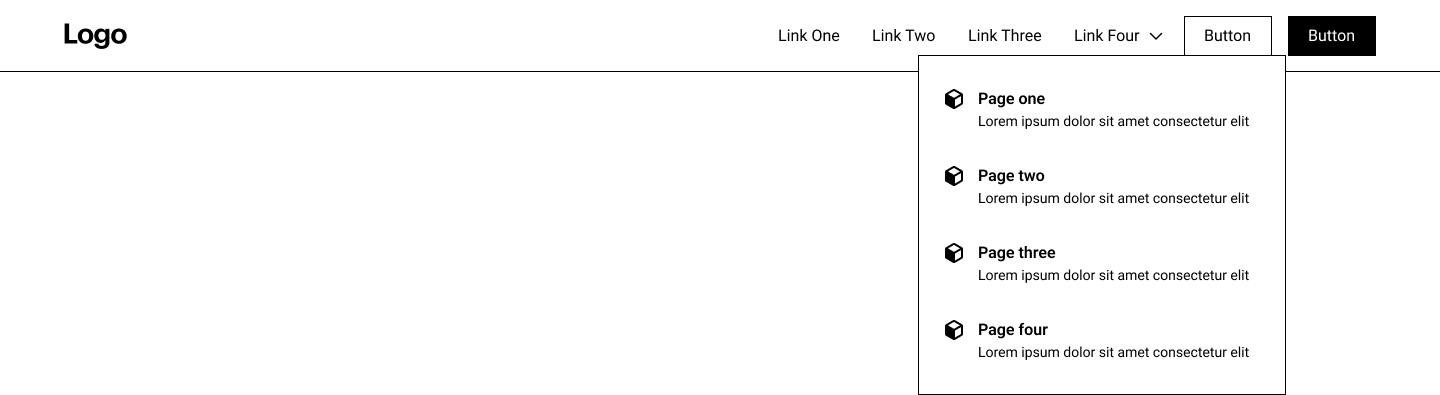 Logo
Link One
Link Two
Link Three
Link Four
Button
Button
Page one
Lorem ipsum dolor sit amet consectetur elit
Page two
Lorem ipsum dolor sit amet consectetur elit
Page three
Lorem ipsum dolor sit amet consectetur elit
Page four
Lorem ipsum dolor sit amet consectetur elit